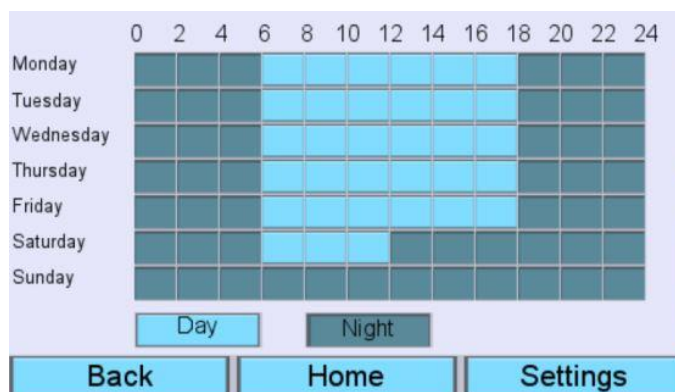 0 2 4 6 8 10 12 14 16 18 20 22 24
Monday
Tuesday
Wednesday
Thursday
Friday
Saturday
Sunday
Day Night
Back Home Settings